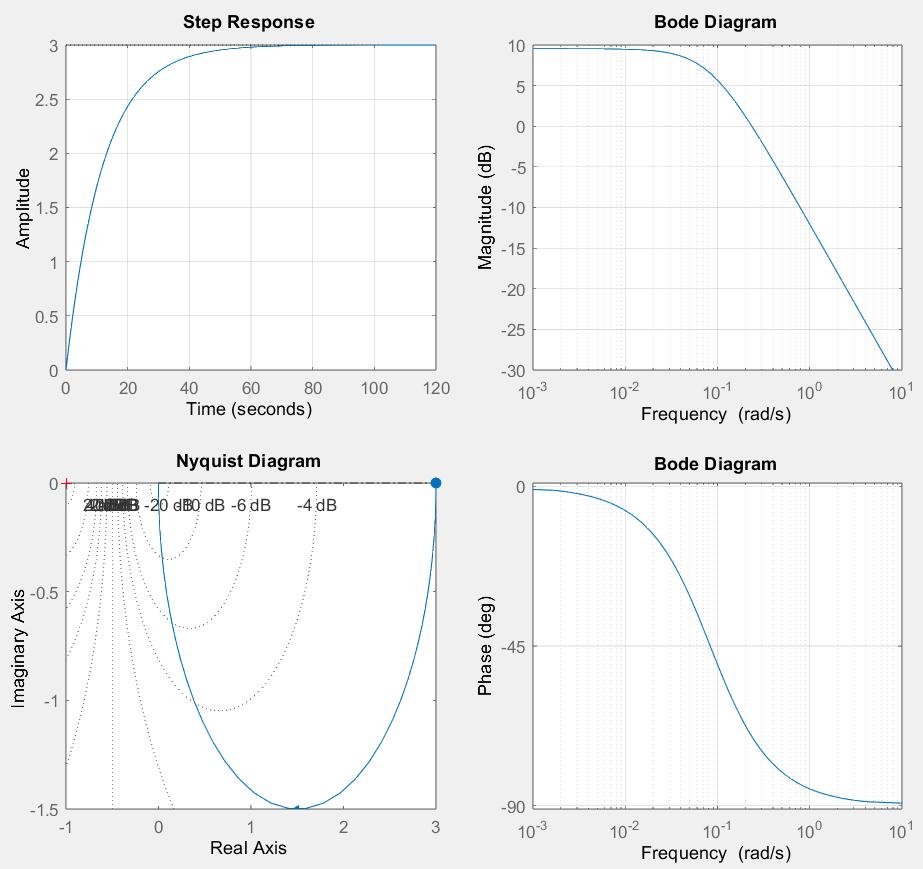 Step Response
3
2.5
2
1.5
1
0.5
0
Amplitude
0 20 40 60 80 100 120
Time (seconds)
Bode Diagram
10
5
0
-5
-10
-15
-20
-25
-30
Magnitude (dB)
10-3 10-2 10-1 100 101
Frequency (rad/s)
Nyquist Diagram
0
-0.5
-1
-1.5
Imaginary Axis
-20 dB -10 dB -6 dB -4 dB
-1 0 1 2 3
Real Axis
Bode Diagram
0
-45
-90
Phase (deg)
10-3 10-2 10-1 100 101
Frequency (rad/s)